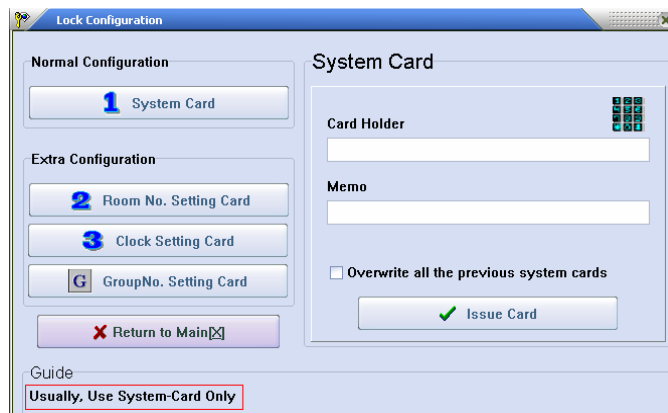 Lock Configuration
Normal Configuration
1 System Card
Extra Configuration
2 Room No. Setting Card
3 Clock Setting Card
G GroupNo. Setting Card
Return to Main[X]
System Card
Card Holder
Memo
Overwrite all the previous system cards
Issue Card
Guide
Usually, Use System-Card Only